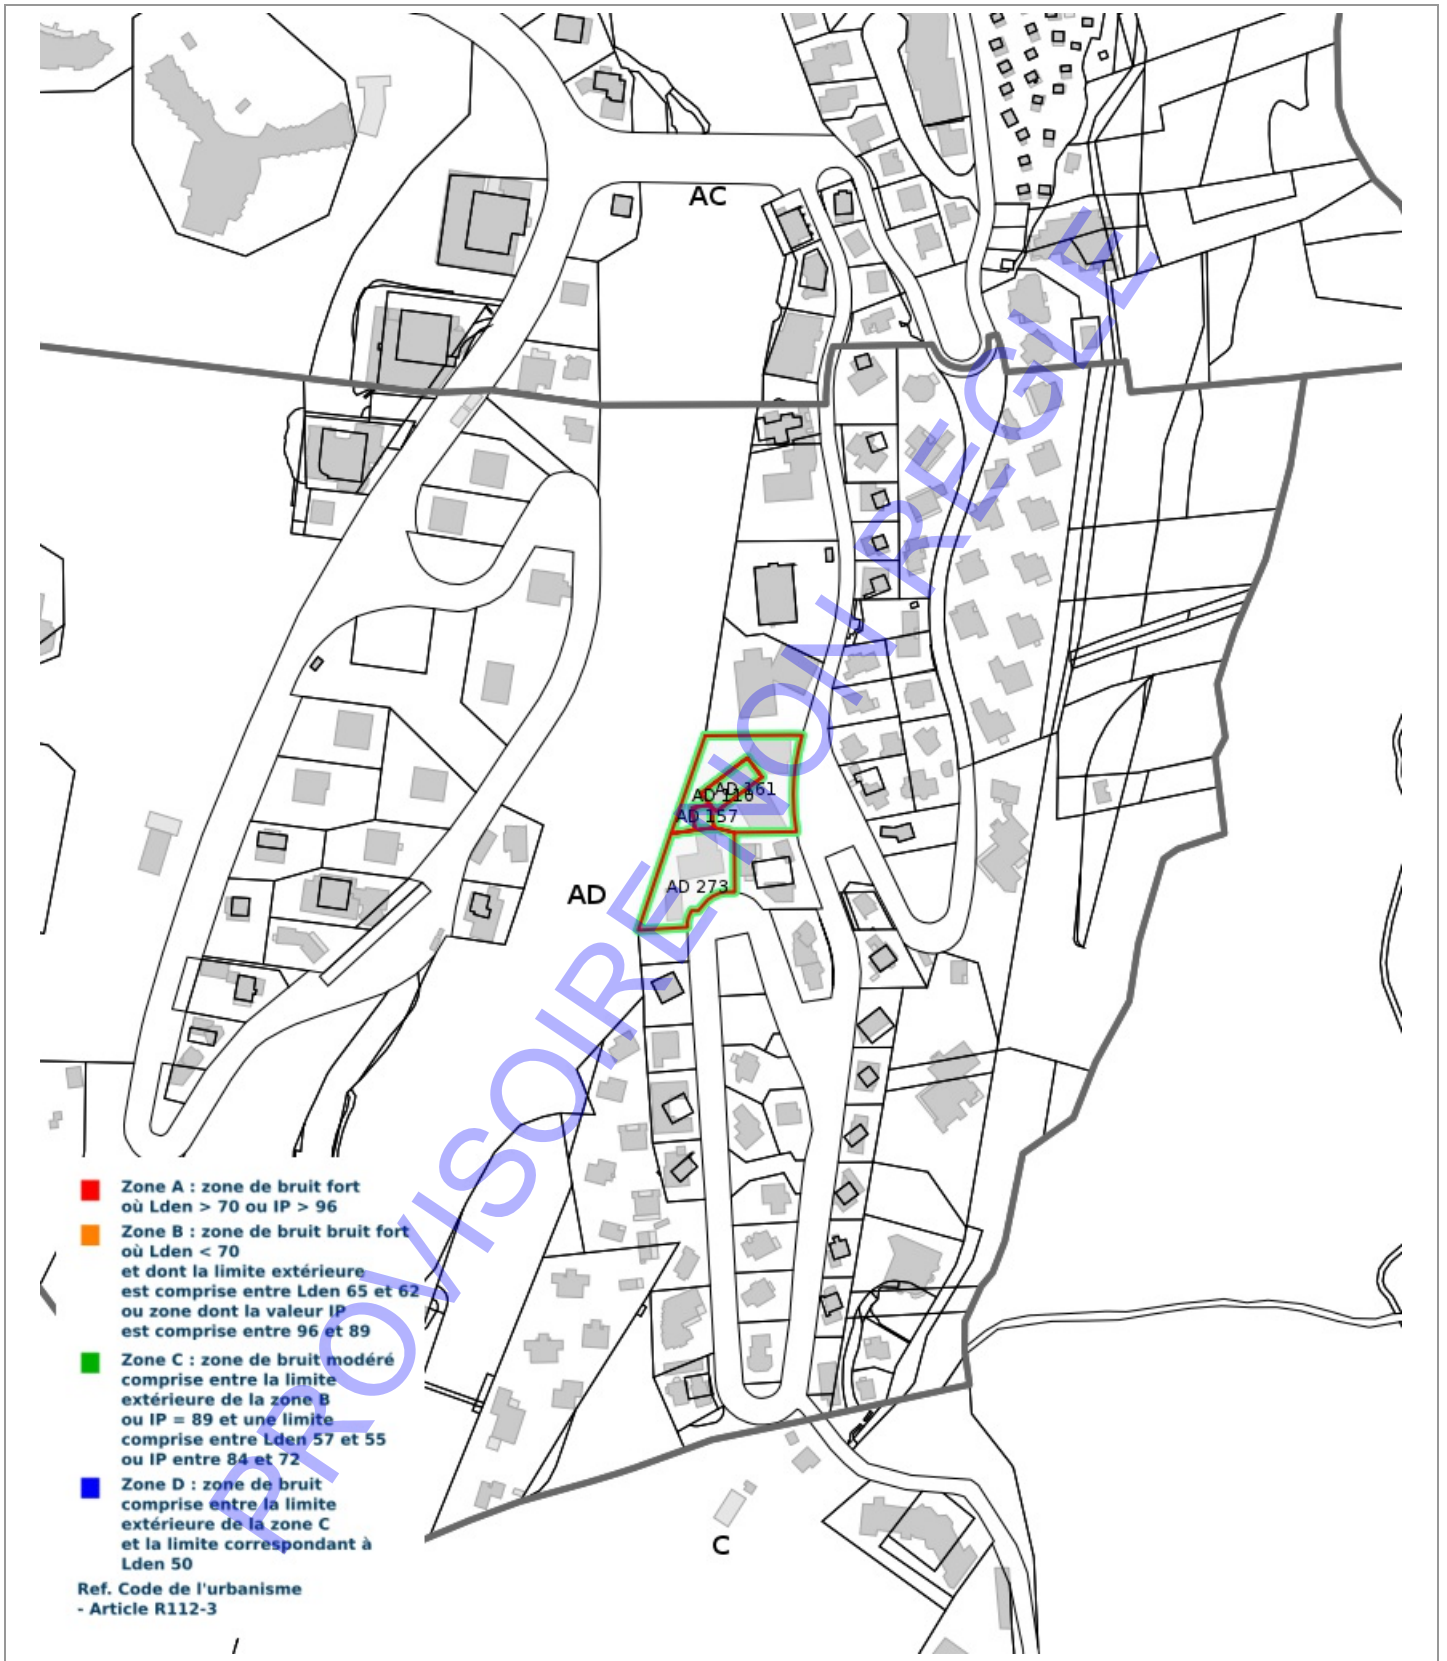 AC
AD 161
AD 116
AD 157
AD 273
AD
PROVISOIRE NON REGLE
Zone A : zone de bruit fort
où Lden > 70 ou IP > 96
Zone B : zone de bruit bruit fort
où Lden < 70
et dont la limite extérieure
est comprise entre Lden 65 et 62
ou zone dont la valeur IP
est comprise entre 96 et 89
Zone C : zone de bruit modéré
comprise entre la limite
extérieure de la zone B
ou IP = 89 et une limite
comprise entre Lden 57 et 55
ou IP entre 84 et 72
Zone D : zone de bruit
comprise entre la limite
extérieure de la zone C
et la limite correspondant à
Lden 50
Ref. Code de l'urbanisme
- Article R112-3
C